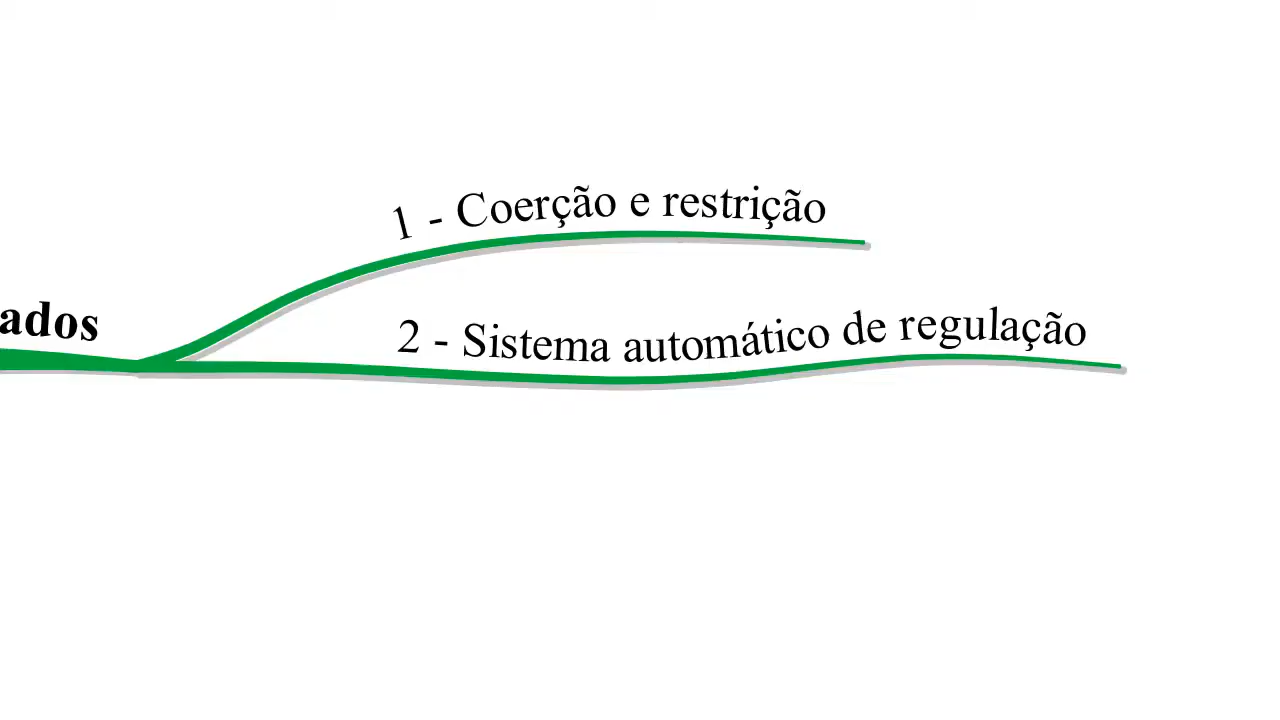 1 - Coerção e restrição
ados
2 - Sistema automático de regulação